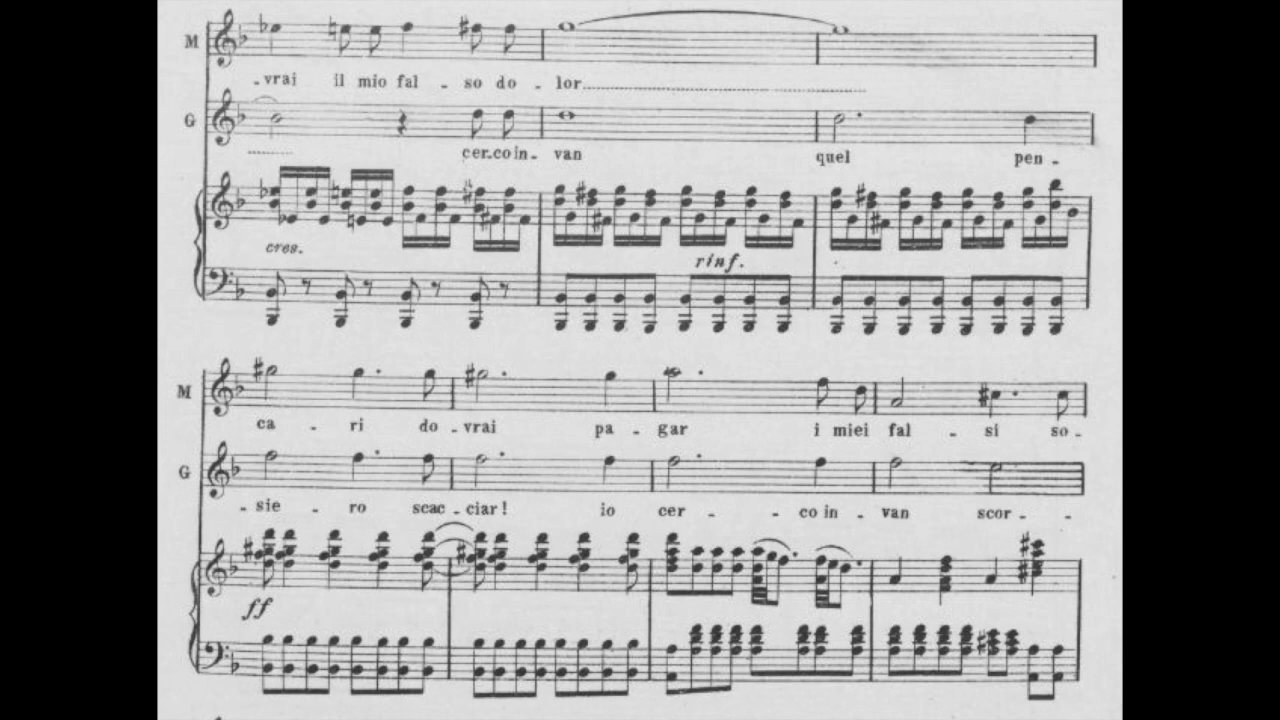 M
-vrai il mio fal - so do - lor
G
cer-co in - van quel pen -
cres.
rinf.
M
ca - ri do - vrai pa - gar i miei fal - si so -
G
- sie - ro scac - ciar! io cer - co in - van scor -
ff